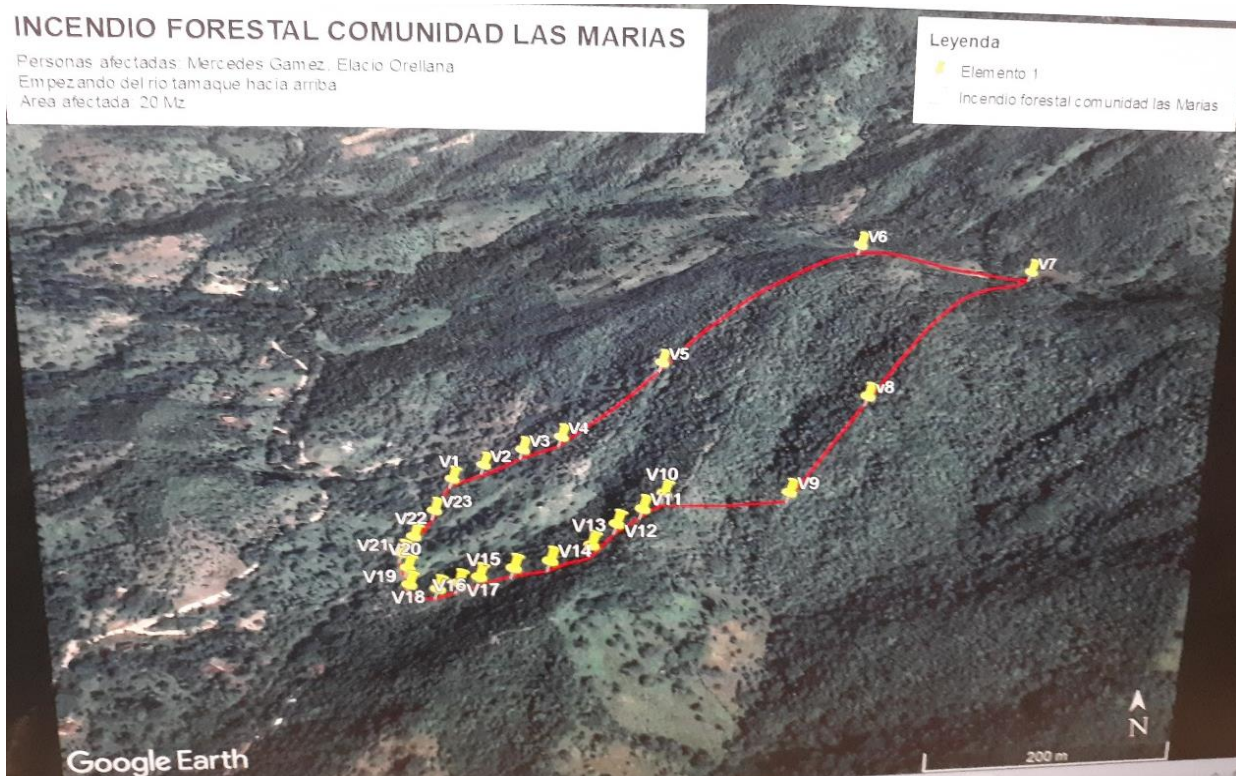 INCENDIO FORESTAL COMUNIDAD LAS MARIAS
Personas afectadas: Mercedes Gamez, Elacio Orellana
Empezando del rio tamaque hacia arriba
Area afectada: 20 Mz
Leyenda
Elemento 1
Incendio forestal comunidad las Marias
V6
V7
V5
v8
V4
V3
V2
V1
V10
V9
V11
V23
V22
V13
V12
V21
V20
V14
V15
V19
V16
V17
V18
N
Google Earth
200 m